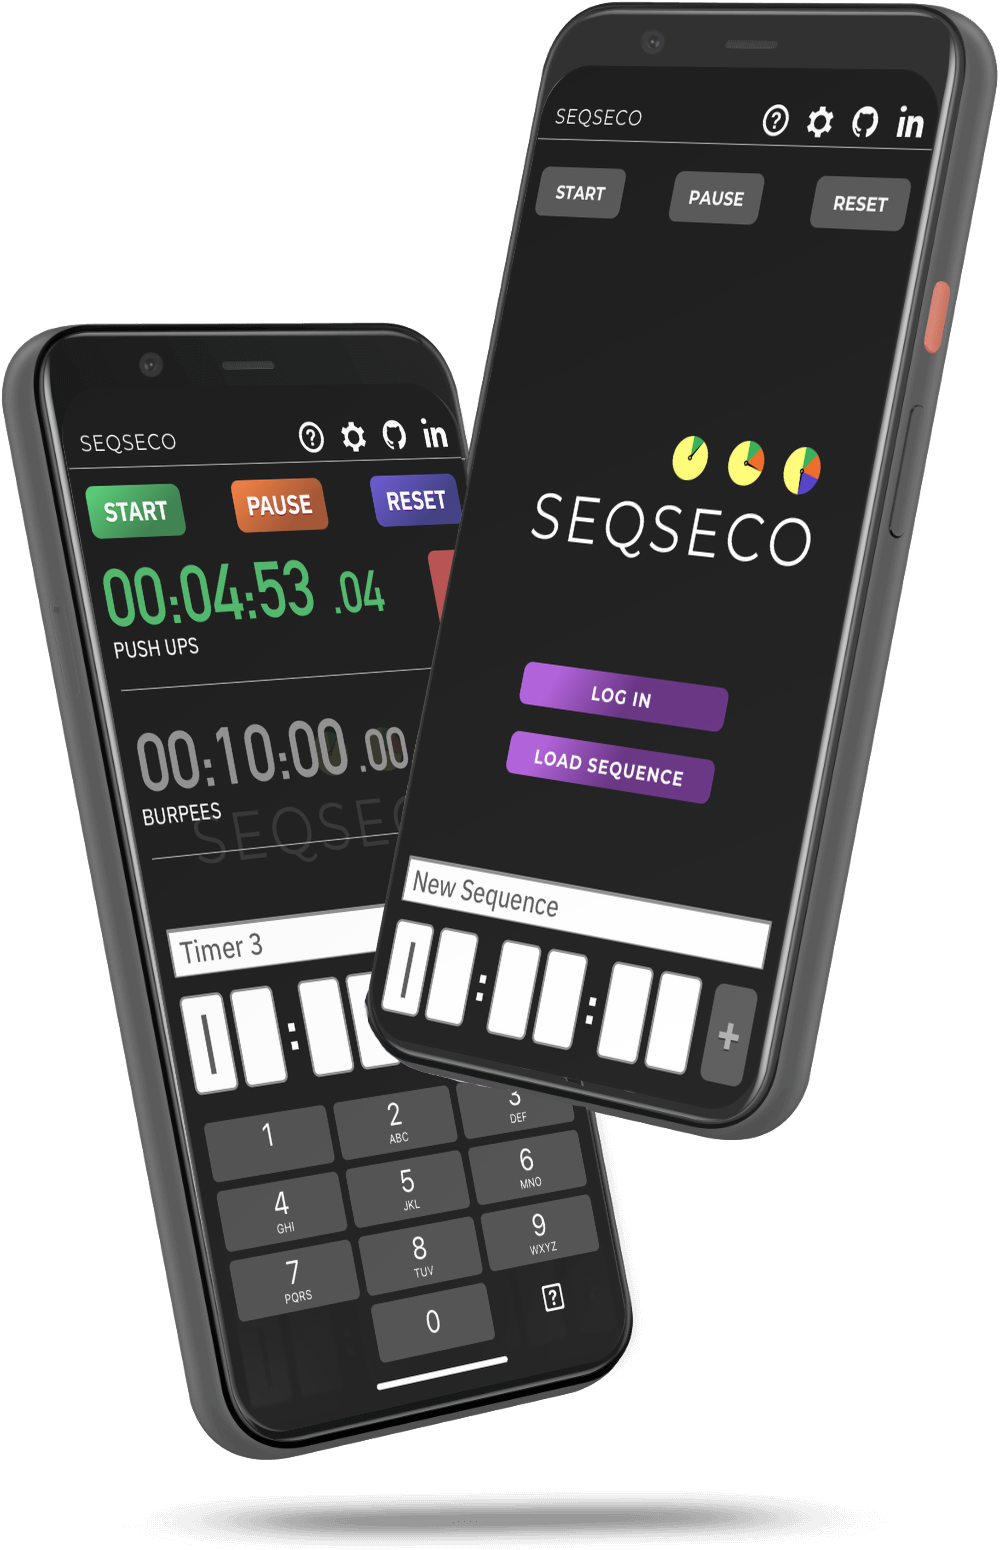 SEQSECO
in
START
PAUSE
RESET
SEQSECO
LOG IN
LOAD SEQUENCE
New Sequence
: :
+
SEQSECO
in
START
PAUSE
RESET
00:04:53 .04
PUSH UPS
00:10:00 .00
BURPEES
Timer 3
:
1
2
ABC
3
DEF
4
GHI
5
JKL
6
MNO
7
PQRS
8
TUV
9
WXYZ
0